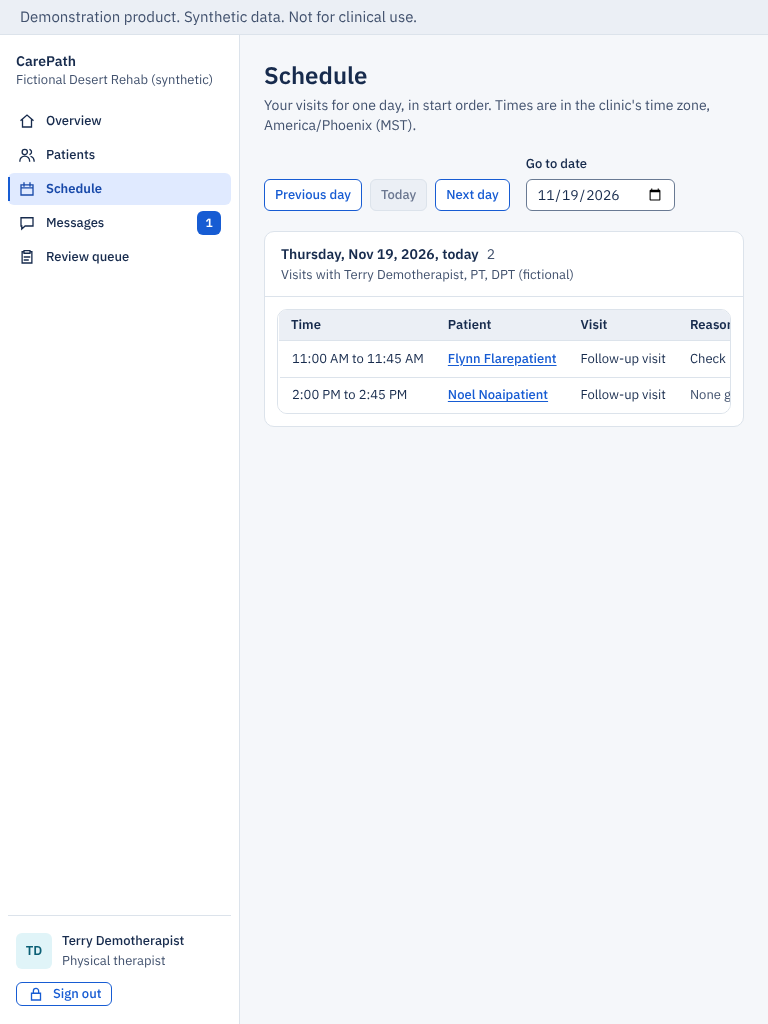 Demonstration product. Synthetic data. Not for clinical use.
CarePath
Fictional Desert Rehab (synthetic)
Overview
Patients
Schedule
Messages 1
Review queue
Terry Demotherapist
TD
Physical therapist
Sign out
Schedule
Your visits for one day, in start order. Times are in the clinic's time zone,
America/Phoenix (MST).
Go to date
Previous day Today Next day 11/19/2026
Thursday, Nov 19, 2026, today 2
Visits with Terry Demotherapist, PT, DPT (fictional)
Time Patient Visit
11:00 AM to 11:45 AM Flynn Flarepatient Follow-up visit Check
2:00 PM to 2:45 PM Noel Noaipatient Follow-up visit None